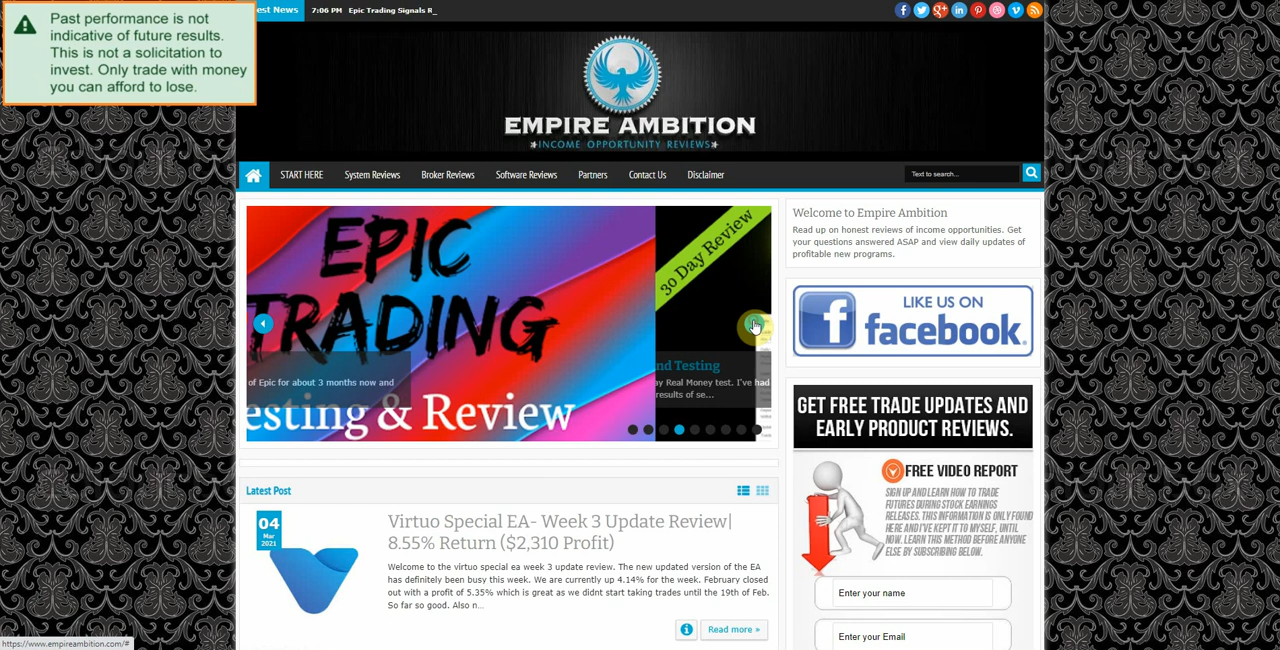 Past performance is not
indicative of future results.
This is not a solicitation to
invest. Only trade with money
you can afford to lose.
est News
7:06 PM Epic Trading Signals R_
EMPIRE AMBITION
INCOME OPPORTUNITY REVIEWS
START HERE
System Reviews
Broker Reviews
Software Reviews
Partners
Contact Us
Disclaimer
Text to search...
EPIC
TRADING
esting & Review
of Epic for about 3 months now and
30 Day Review
nd Testing
y Real Money test. I've had
results of se...
Welcome to Empire Ambition
Read up on honest reviews of income opportunities. Get
your questions answered ASAP and view daily updates of
profitable new programs.
LIKE US ON
facebook
GET FREE TRADE UPDATES AND
EARLY PRODUCT REVIEWS.
FREE VIDEO REPORT
SIGN UP AND LEARN HOW TO TRADE
FUTURES DURING STOCK EARNINGS
RELEASES. THIS INFORMATION IS ONLY FOUND
HERE AND I'VE KEPT IT TO MYSELF, UNTIL
NOW. LEARN THIS METHOD BEFORE ANYONE
ELSE BY SUBSCRIBING BELOW.
Enter your name
Enter your Email
Latest Post
04
Mar
2021
Virtuo Special EA- Week 3 Update Review|
8.55% Return ($2,310 Profit)
Welcome to the virtuo special ea week 3 update review. The new updated version of the EA
has definitely been busy this week. We are currently up 4.14% for the week. February closed
out with a profit of 5.35% which is great as we didnt start taking trades until the 19th of Feb.
So far so good. Also n...
Read more »
https://www.empireambition.com/#